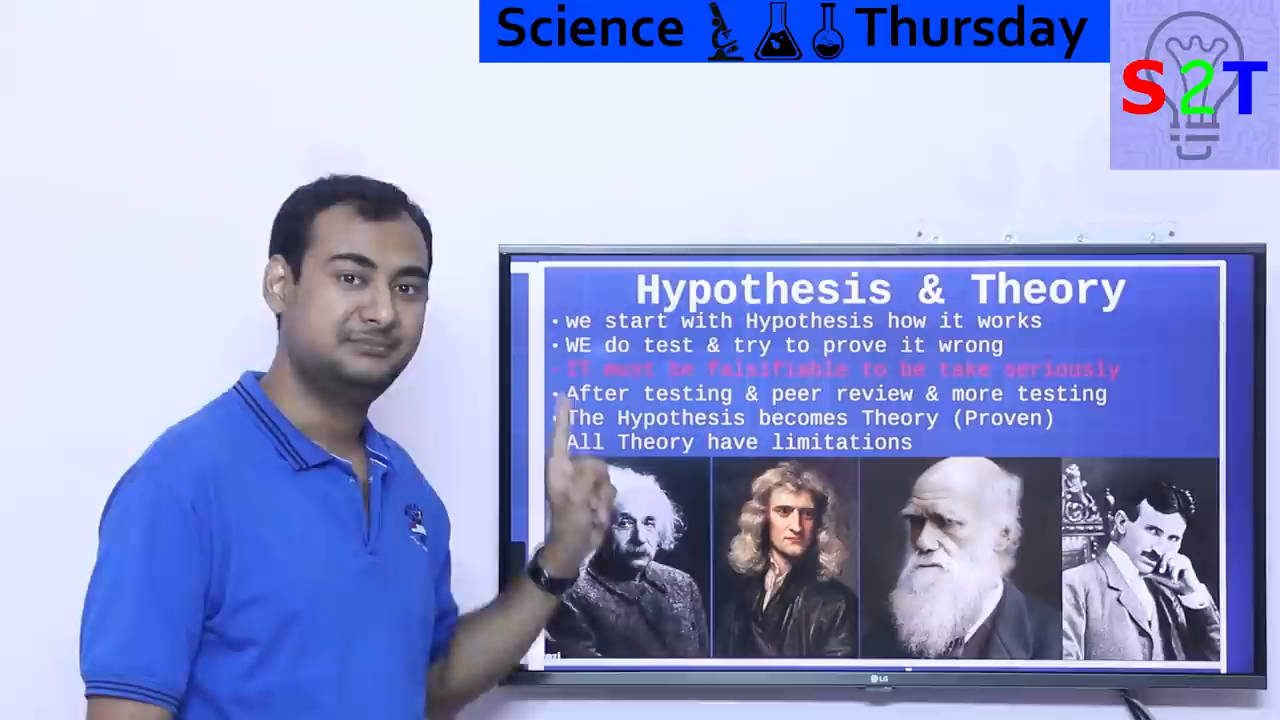 Science Thursday
S2T
Hypothesis & Theory
• we start with Hypothesis how it works
• WE do test & try to prove it wrong
• IT must be falsifiable to be take seriously
• After testing & peer review & more testing
The Hypothesis becomes Theory (Proven)
All Theory have limitations
LG